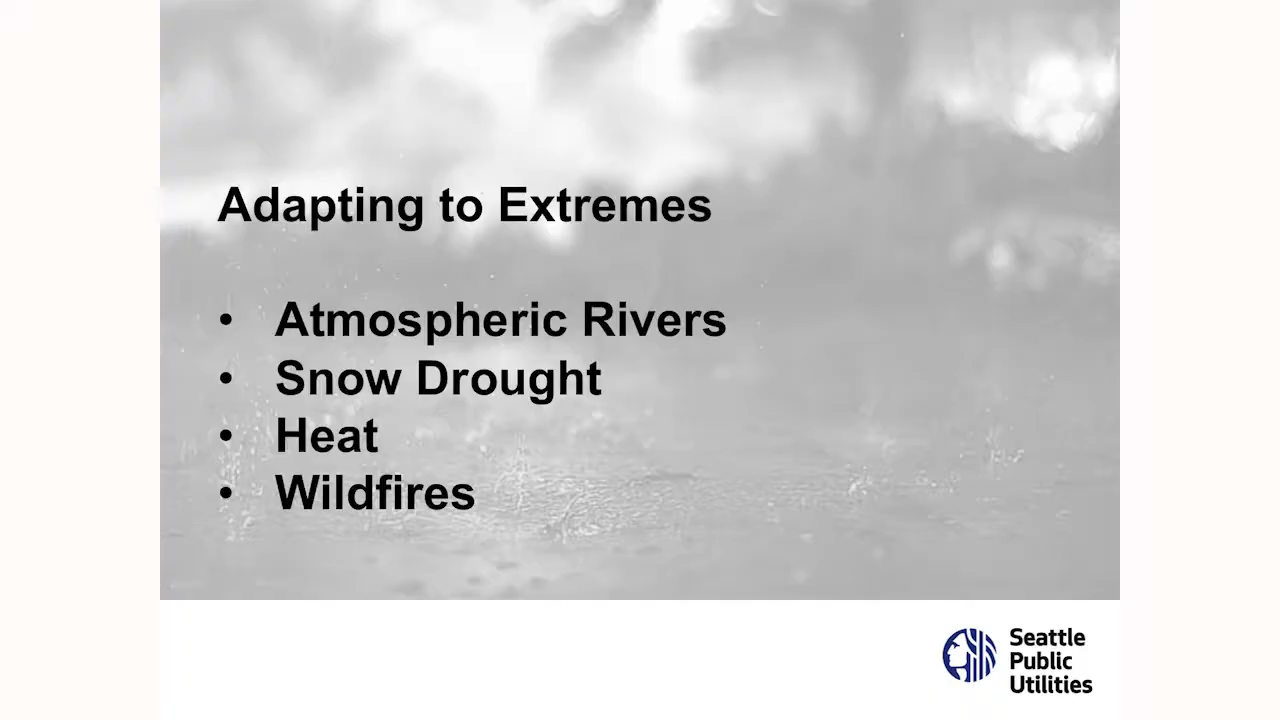 Adapting to Extremes
• Atmospheric Rivers
• Snow Drought
• Heat
• Wildfires
Seattle
Public
Utilities